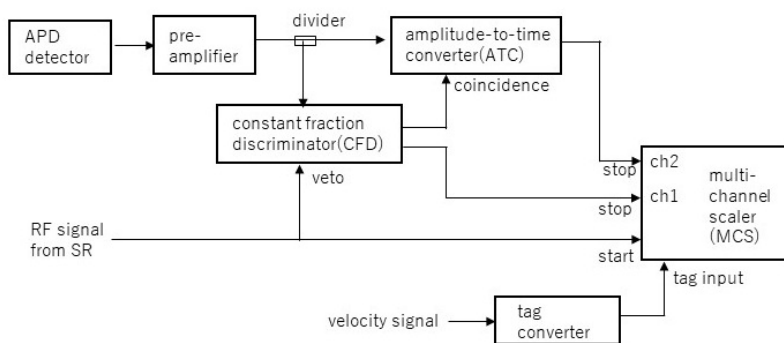 divider
APD
detector
pre-
amplifier
amplitude-to-time
converter(ATC)
coincidence
constant fraction
discriminator(CFD)
veto
stop
ch2
ch1
multi-
channel
scaler
(MCS)
stop
RF signal
from SR
start
tag input
velocity signal
tag
converter